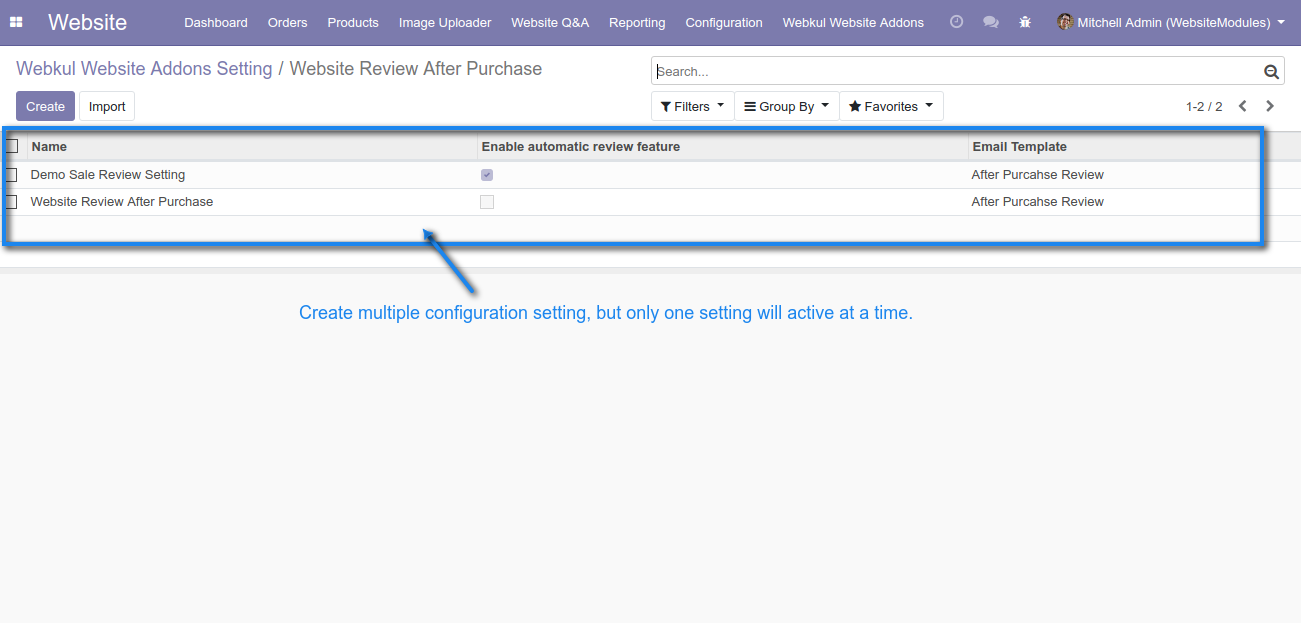 Website Dashboard Orders Products Image Uploader Website Q&A Reporting Configuration Webkul Website Addons Mitchell Admin (WebsiteModules)
Webkul Website Addons Setting / Website Review After Purchase
Search...
Create Import Filters Group By Favorites 1-2 / 2
Name Enable automatic review feature Email Template
Demo Sale Review Setting After Purcahse Review
Website Review After Purchase After Purcahse Review
Create multiple configuration setting, but only one setting will active at a time.